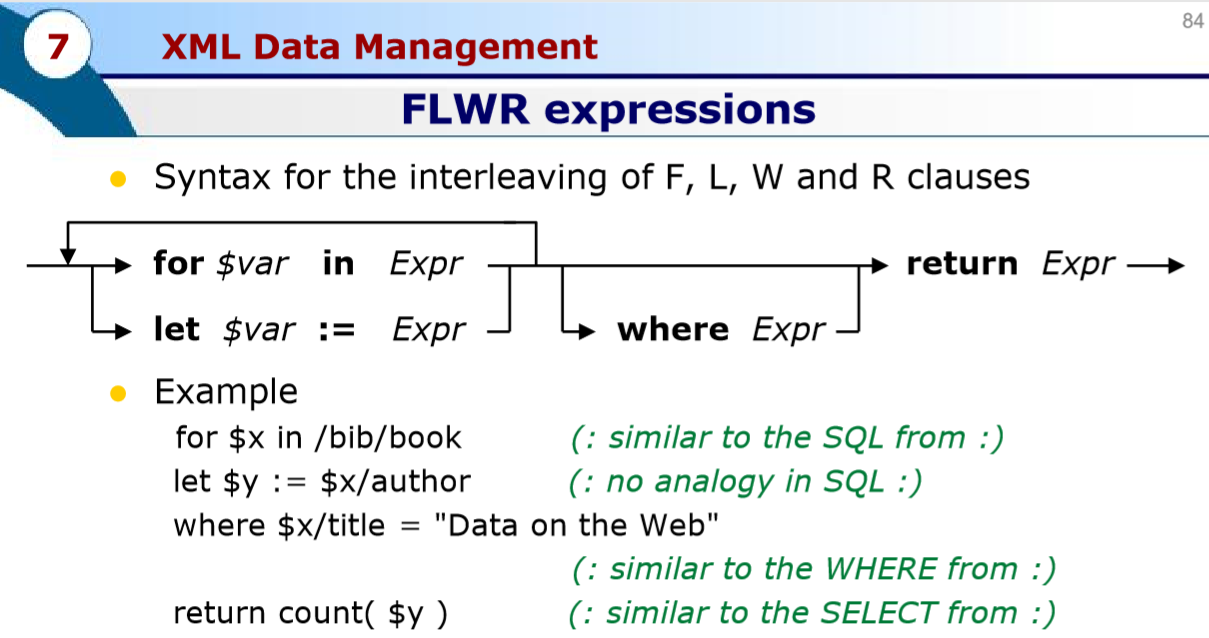 84
7 XML Data Management
FLWR expressions
Syntax for the interleaving of F, L, W and R clauses
for $var in Expr return Expr
let $var := Expr where Expr
Example
for $x in /bib/book (: similar to the SQL from :)
let $y := $x/author (: no analogy in SQL :)
where $x/title = "Data on the Web"
(: similar to the WHERE from :)
return count( $y ) (: similar to the SELECT from :)